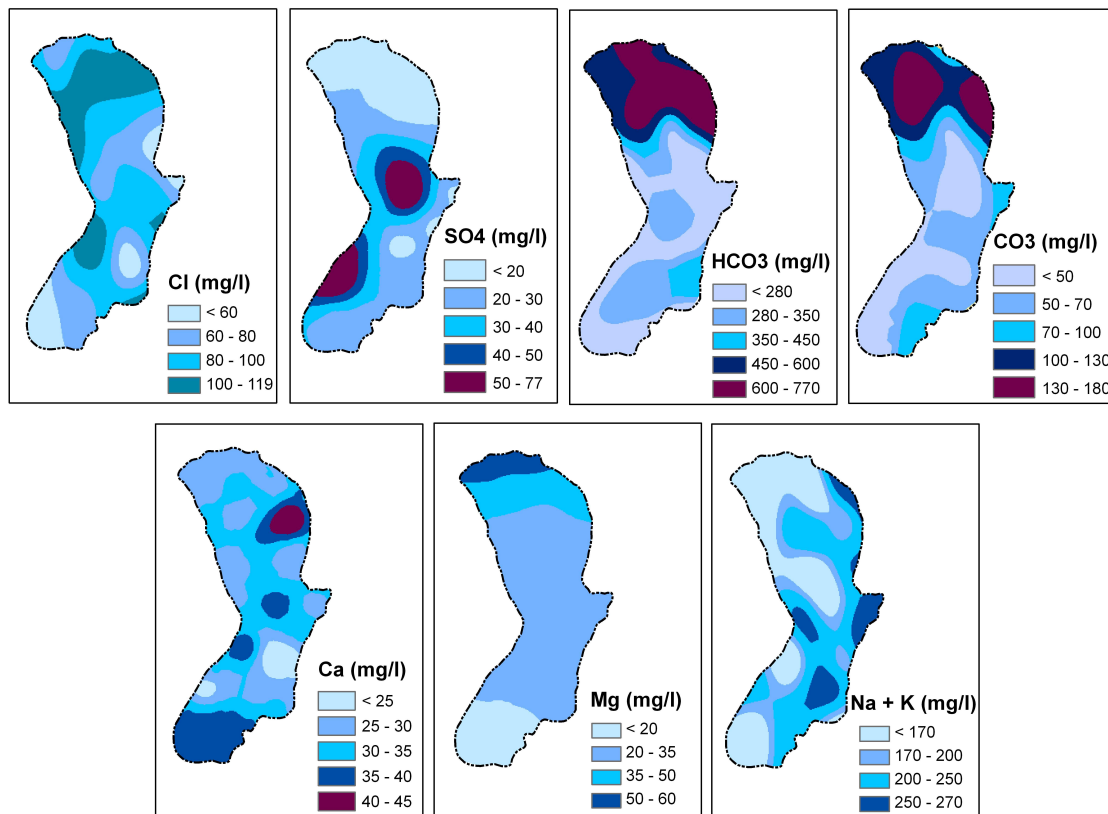 Cl (mg/l)
< 60
60 - 80
80 - 100
100 - 119
SO4 (mg/l)
< 20
20 - 30
30 - 40
40 - 50
50 - 77
HCO3 (mg/l)
< 280
280 - 350
350 - 450
450 - 600
600 - 770
CO3 (mg/l)
< 50
50 - 70
70 - 100
100 - 130
130 - 180
Ca (mg/l)
< 25
25 - 30
30 - 35
35 - 40
40 - 45
Mg (mg/l)
< 20
20 - 35
35 - 50
50 - 60
Na + K (mg/l)
< 170
170 - 200
200 - 250
250 - 270